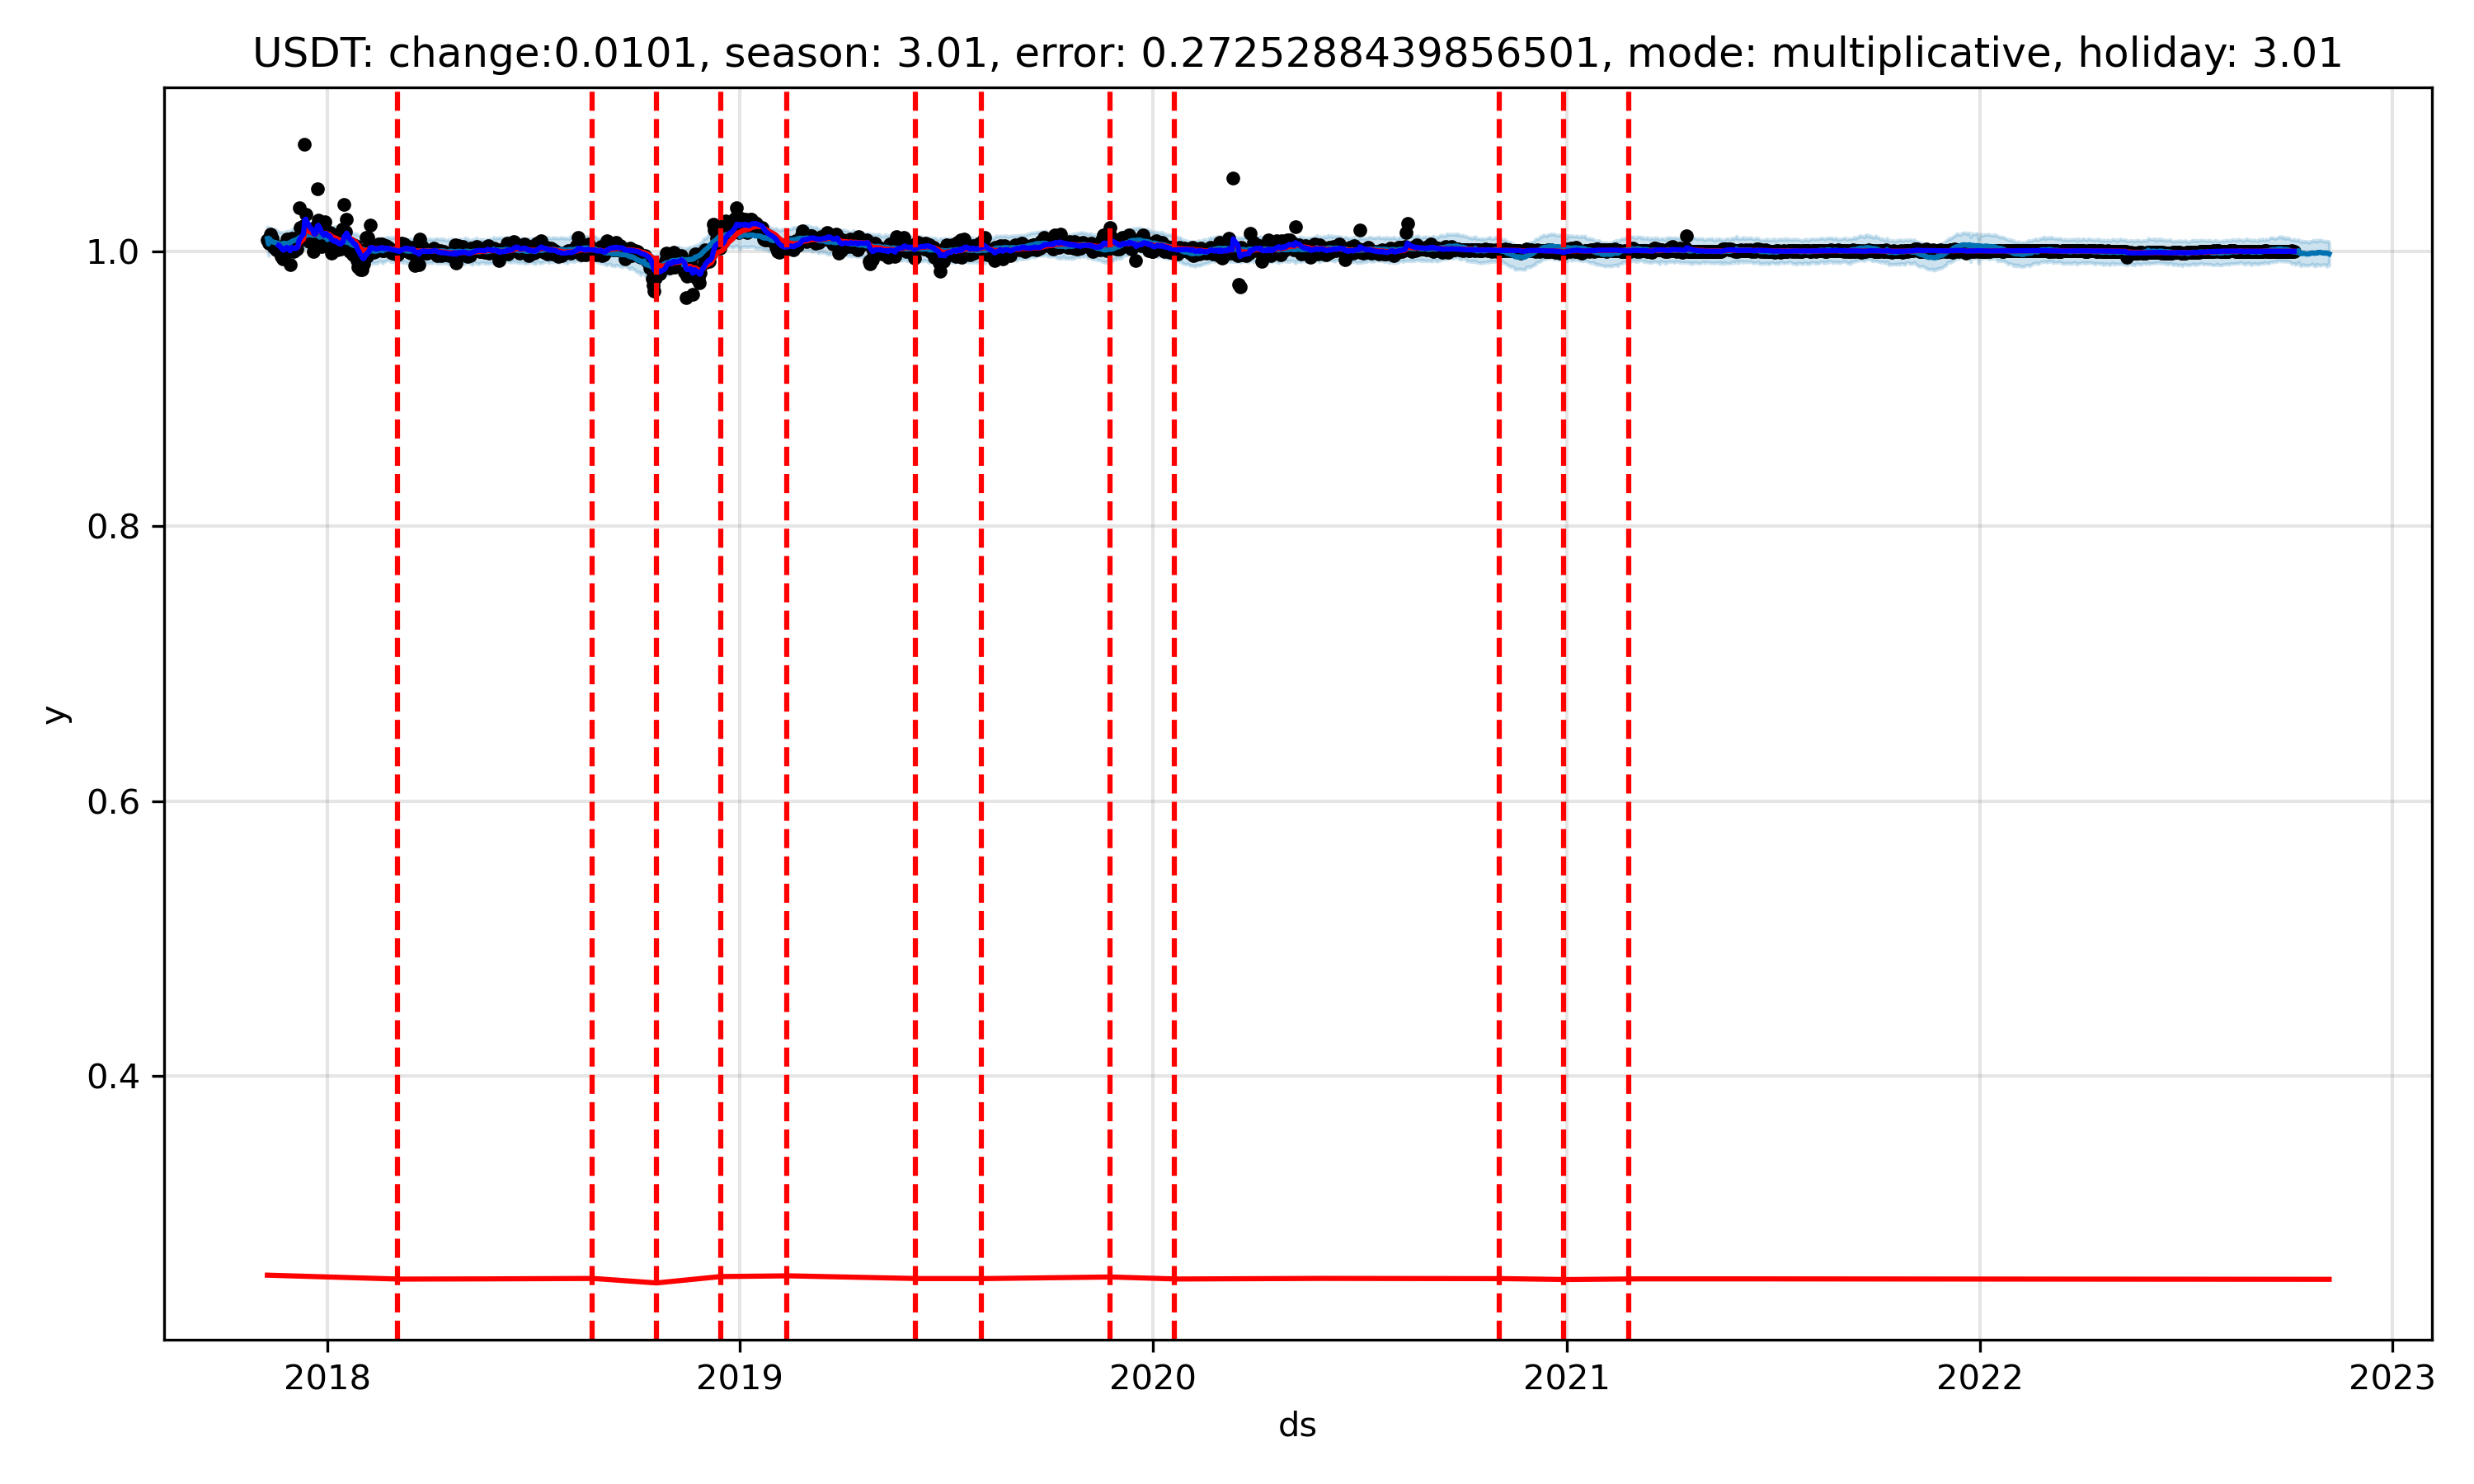 USDT: change:0.0101, season: 3.01, error: 0.2725288439856501, mode: multiplicative, holiday: 3.01
1.0
0.8
0.6
0.4
y
2018 2019 2020 2021 2022 2023
ds